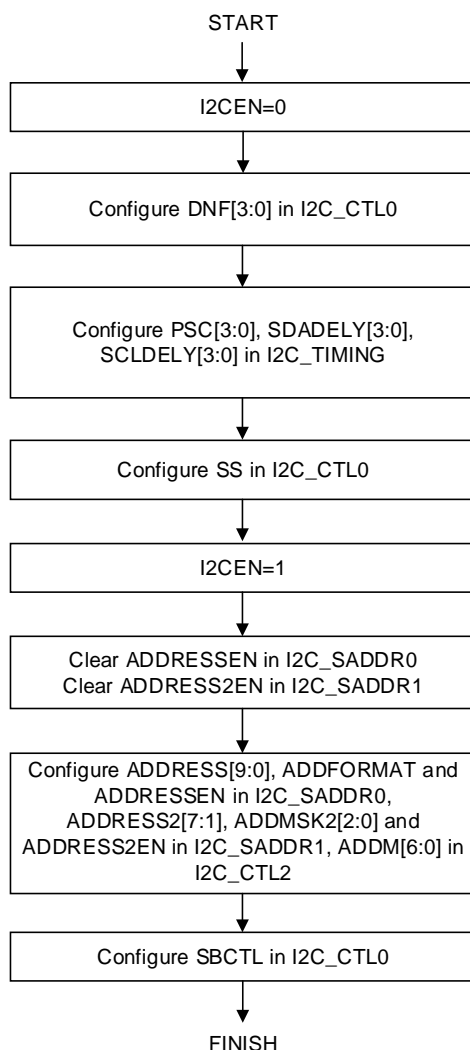 START
I2CEN=0
Configure DNF[3:0] in I2C_CTL0
Configure PSC[3:0], SDADELY[3:0],
SCLDELY[3:0] in I2C_TIMING
Configure SS in I2C_CTL0
I2CEN=1
Clear ADDRESSEN in I2C_SADDR0
Clear ADDRESS2EN in I2C_SADDR1
Configure ADDRESS[9:0], ADDFORMAT and
ADDRESSEN in I2C_SADDR0,
ADDRESS2[7:1], ADDMSK2[2:0] and
ADDRESS2EN in I2C_SADDR1, ADDM[6:0] in
I2C_CTL2
Configure SBCTL in I2C_CTL0
FINISH